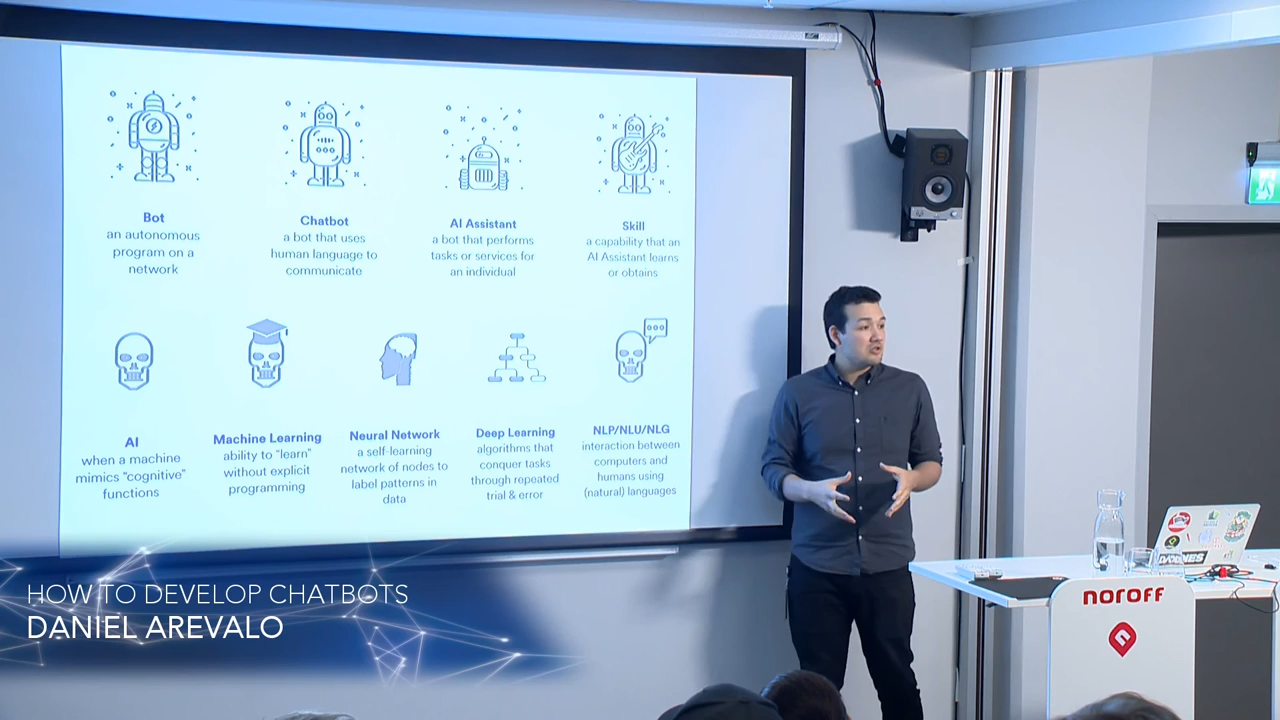 Bot
an autonomous
program on a
network
Chatbot
a bot that uses
human language to
communicate
AI Assistant
a bot that performs
tasks or services for
an individual
Skill
a capability that an
AI Assistant learns
or obtains
AI
when a machine
mimics "cognitive"
functions
Machine Learning
ability to "learn"
without explicit
programming
Neural Network
a self-learning
network of nodes to
label patterns in
data
Deep Learning
algorithms that
conquer tasks
through repeated
trial & error
NLP/NLU/NLG
interaction between
computers and
humans using
(natural) languages
HOW TO DEVELOP CHATBOTS
DANIEL AREVALO
noroff